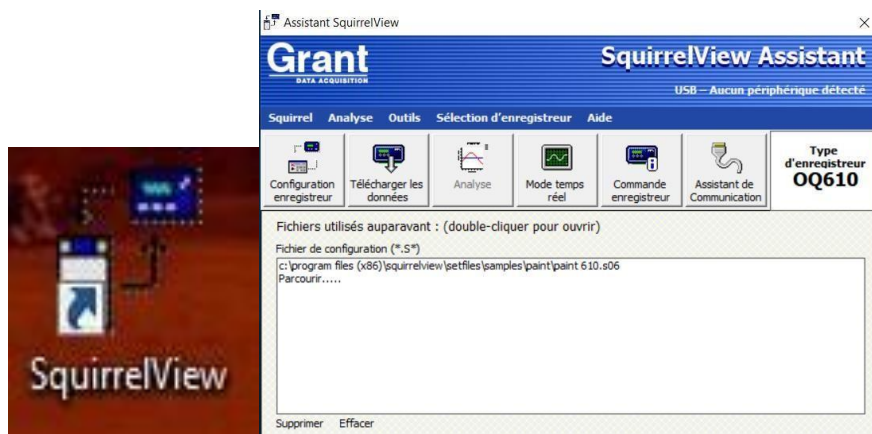 SquirrelView
Assistant SquirrelView
Grant
DATA ACQUISITION
SquirrelView Assistant
USB – Aucun périphérique détecté
Squirrel Analyse Outils Sélection d'enregistreur Aide
Configuration enregistreur
Télécharger les données
Analyse
Mode temps réel
Commande enregistreur
Assistant de Communication
Type d'enregistreur
OQ610
Fichiers utilisés auparavant : (double-cliquer pour ouvrir)
Fichier de configuration (*.S*)
c:\program files (x86)\squirrelview\setfiles\samples\paint\paint 610.s06
Parcourir.....
Supprimer Effacer